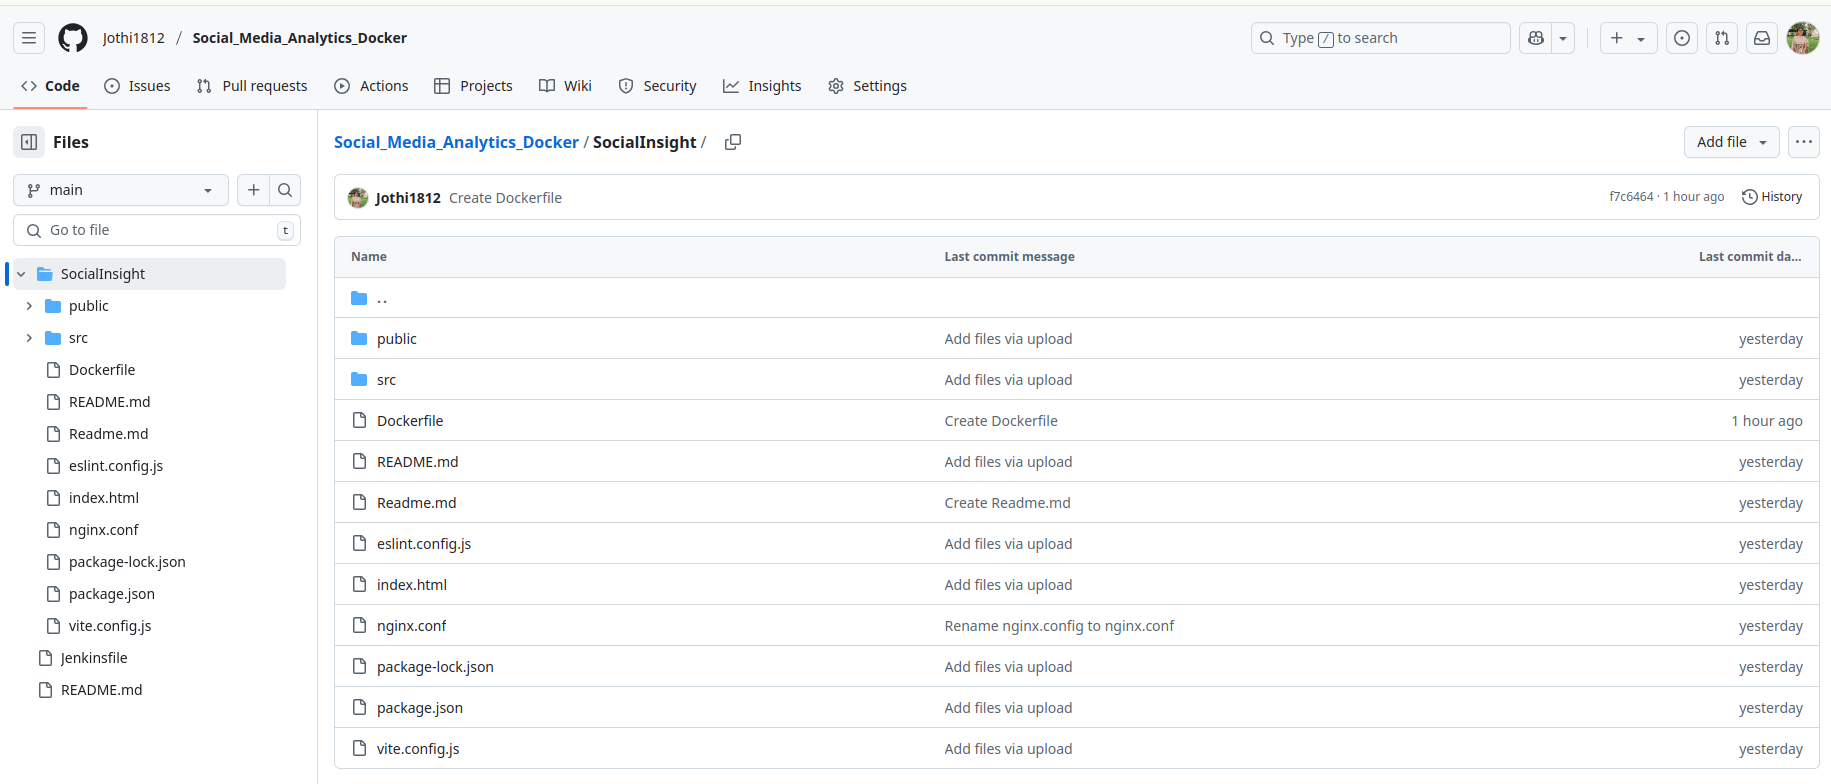 Jothi1812 / Social_Media_Analytics_Docker
Type / to search
Code Issues Pull requests Actions Projects Wiki Security Insights Settings
Files
main
Go to file t
SocialInsight
public
src
Dockerfile
README.md
Readme.md
eslint.config.js
index.html
nginx.conf
package-lock.json
package.json
vite.config.js
Jenkinsfile
README.md
Social_Media_Analytics_Docker / SocialInsight /
Add file
Jothi1812 Create Dockerfile f7c6464 · 1 hour ago History
Name Last commit message Last commit da...
..
public Add files via upload yesterday
src Add files via upload yesterday
Dockerfile Create Dockerfile 1 hour ago
README.md Add files via upload yesterday
Readme.md Create Readme.md yesterday
eslint.config.js Add files via upload yesterday
index.html Add files via upload yesterday
nginx.conf Rename nginx.config to nginx.conf yesterday
package-lock.json Add files via upload yesterday
package.json Add files via upload yesterday
vite.config.js Add files via upload yesterday